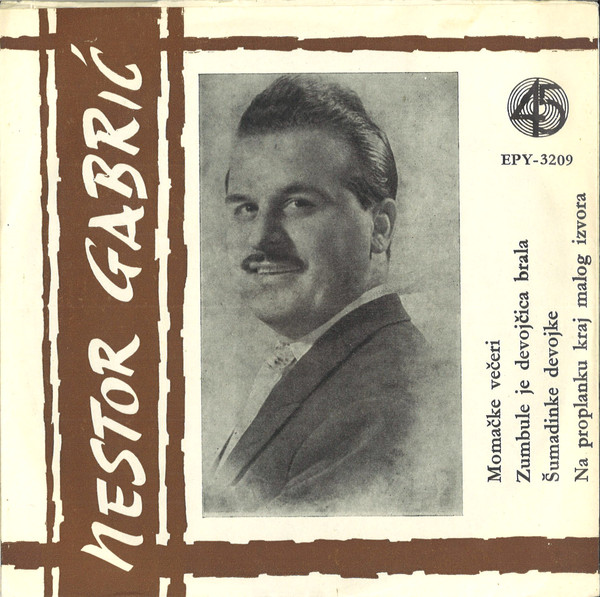 NESTOR GABRIĆ
45
EPY-3209
Momačke večeri
Zumbule je devojčica brala
Šumadinke devojke
Na proplanku kraj malog izvora